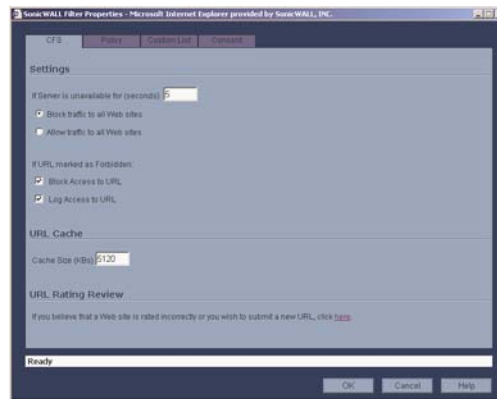 SonicWALL Filter Properties - Microsoft Internet Explorer provided by SonicWALL, INC.
CFS Policy Custom List Consent
Settings
If Server is unavailable for (seconds) 5
Block traffic to all Web sites
Allow traffic to all Web sites
If URL marked as Forbidden:
Block Access to URL
Log Access to URL
URL Cache
Cache Size (KBs) 5120
URL Rating Review
If you believe that a Web site is rated incorrectly or you wish to submit a new URL, click here.
Ready
OK Cancel Help